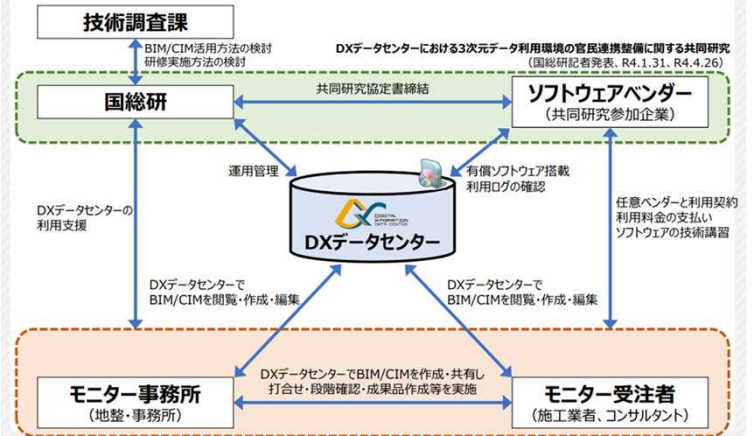 技術調査課
BIM/CIM活用方法の検討
研修実施方法の検討
DXデータセンターにおける3次元データ利用環境の官民連携整備に関する共同研究
（国総研記者発表、R4.1.31、R4.4.26）
国総研
共同研究協定書締結
ソフトウェアベンダー
（共同研究参加企業）
運用管理
有償ソフトウェア搭載
利用ログの確認
DXデータセンターの
利用支援
任意ベンダーと利用契約
利用料金の支払い
ソフトウェアの技術講習
DXデータセンター
DXデータセンターで
BIM/CIMを閲覧・作成・編集
DXデータセンターで
BIM/CIMを閲覧・作成・編集
DXデータセンターでBIM/CIMを作成・共有し
打合せ・段階確認・成果品作成等を実施
モニター事務所
（地整・事務所）
モニター受注者
（施工業者、コンサルタント）